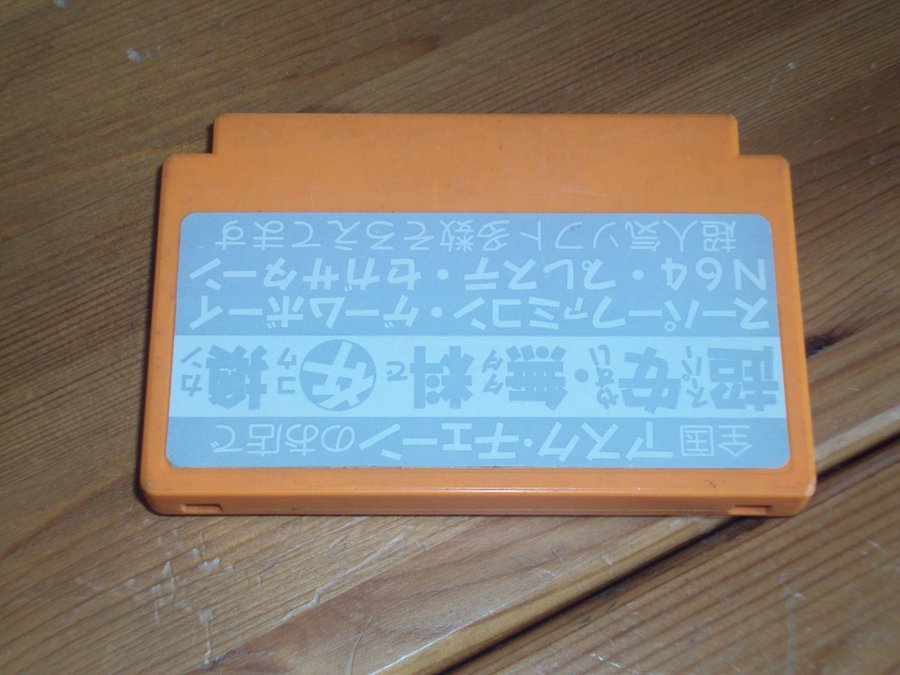 全国アスク・チェーンのお店で
超安・無料で交換
スーパーファミコン・ゲームボーイ
N64・プレステ・セガサターン
超人気ソフト多数そろえてます